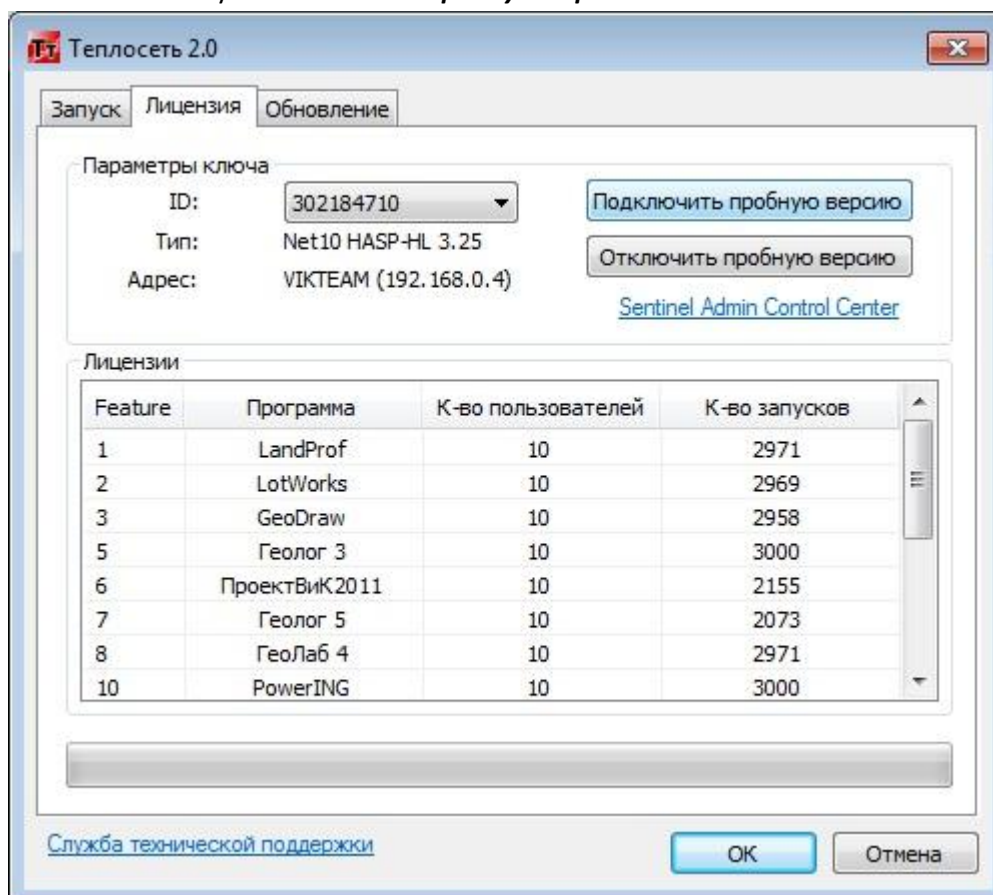 Теплосеть 2.0
Запуск Лицензия Обновление
Параметры ключа
ID: 302184710 Подключить пробную версию
Тип: Net10 HASP-HL 3.25
Отключить пробную версию
Адрес: VIKTEAM (192.168.0.4)
Sentinel Admin Control Center
Лицензии
Feature Программа К-во пользователей К-во запусков
1 LandProf 10 2971
2 LotWorks 10 2969
3 GeoDraw 10 2958
5 Геолог 3 10 3000
6 ПроектВиК2011 10 2155
7 Геолог 5 10 2073
8 ГеоЛаб 4 10 2971
10 PowerING 10 3000
Служба технической поддержки OK Отмена